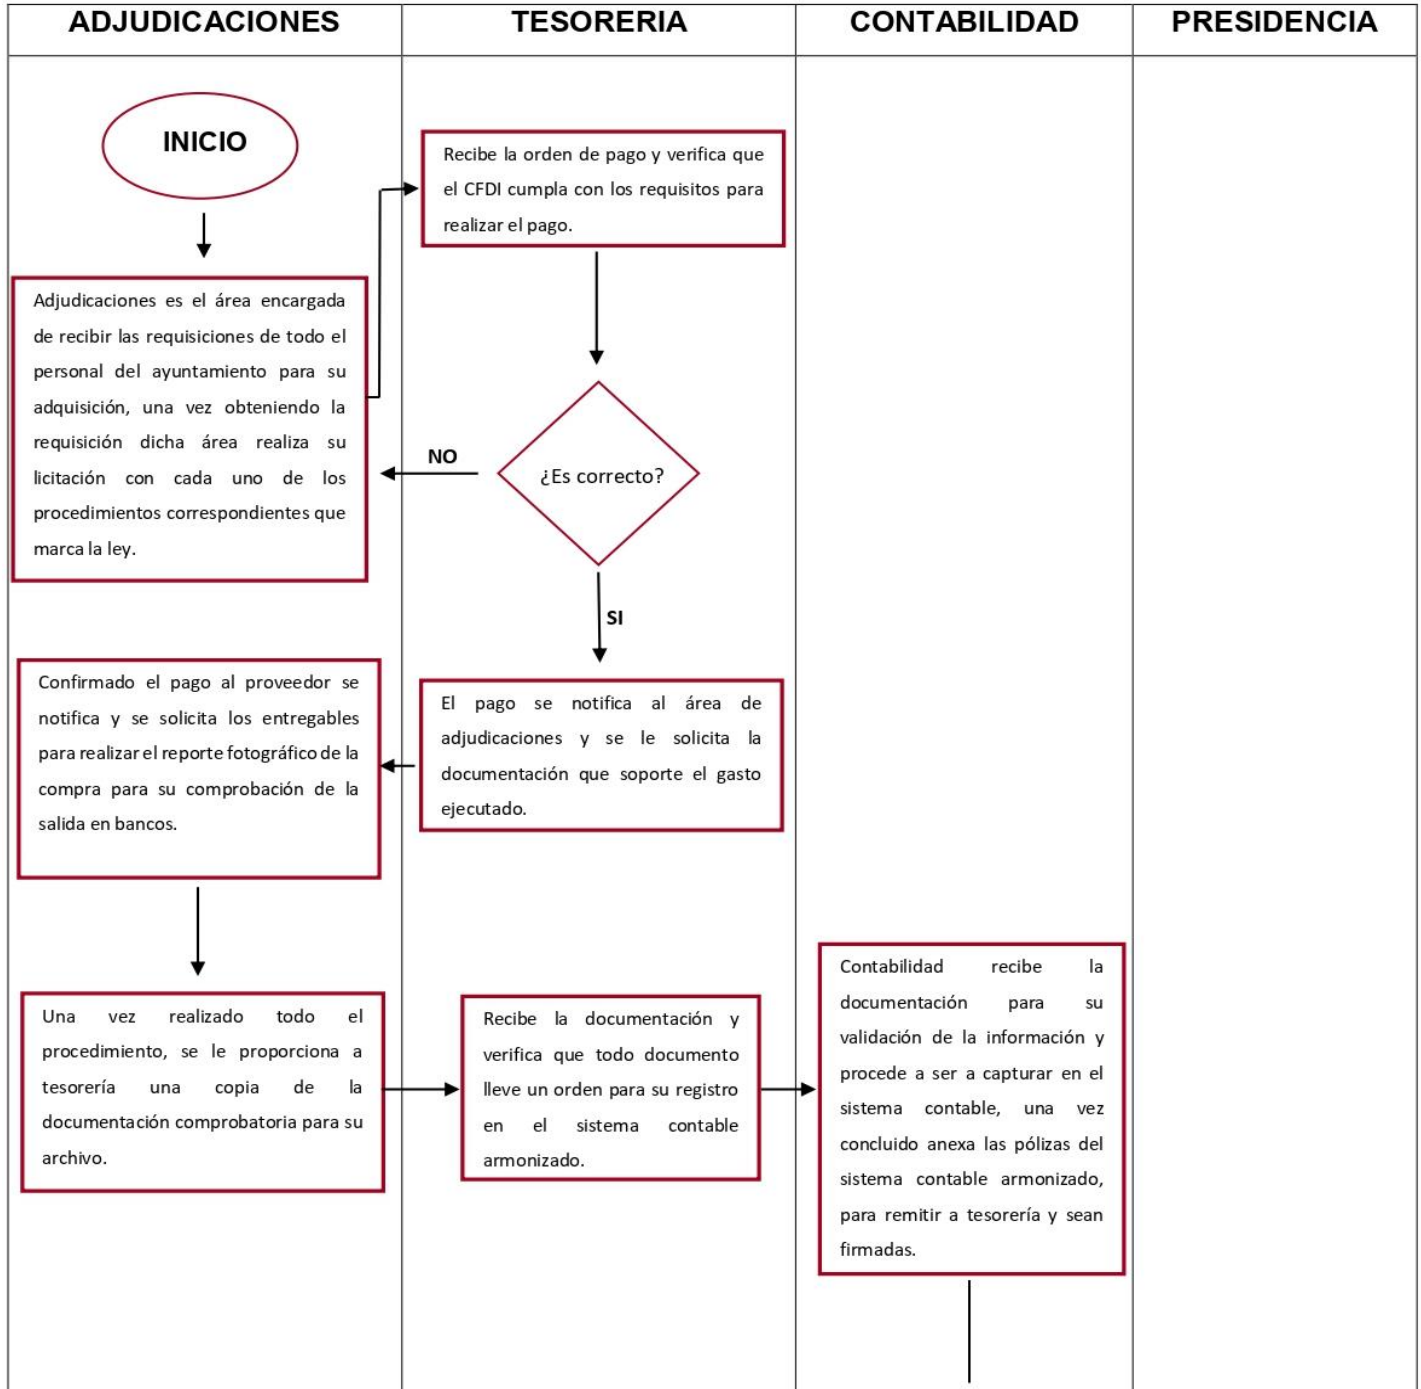 ADJUDICACIONES
TESORERIA
CONTABILIDAD
PRESIDENCIA
INICIO
Adjudicaciones es el área encargada
de recibir las requisiciones de todo el
personal del ayuntamiento para su
adquisición, una vez obteniendo la
requisición dicha área realiza su
licitación con cada uno de los
procedimientos correspondientes que
marca la ley.
Recibe la orden de pago y verifica que
el CFDI cumpla con los requisitos para
realizar el pago.
¿Es correcto?
NO
SI
El pago se notifica al área de
adjudicaciones y se le solicita la
documentación que soporte el gasto
ejecutado.
Confirmado el pago al proveedor se
notifica y se solicita los entregables
para realizar el reporte fotográfico de la
compra para su comprobación de la
salida en bancos.
Una vez realizado todo el
procedimiento, se le proporciona a
tesorería una copia de la
documentación comprobatoria para su
archivo.
Recibe la documentación y
verifica que todo documento
lleve un orden para su registro
en el sistema contable
armonizado.
Contabilidad recibe la
documentación para su
validación de la información y
procede a ser a capturar en el
sistema contable, una vez
concluido anexa las pólizas del
sistema contable armonizado,
para remitir a tesorería y sean
firmadas.